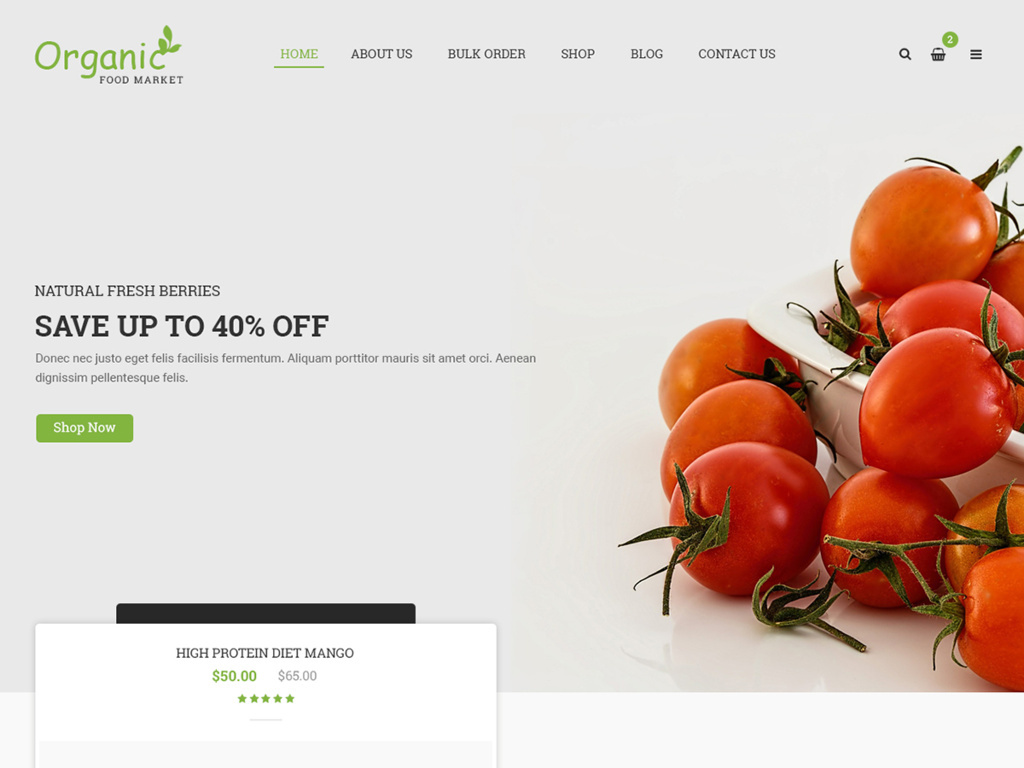 Organic
FOOD MARKET
HOME ABOUT US BULK ORDER SHOP BLOG CONTACT US
2
NATURAL FRESH BERRIES
SAVE UP TO 40% OFF
Donec nec justo eget felis facilisis fermentum. Aliquam porttitor mauris sit amet orci. Aenean
dignissim pellentesque felis.
Shop Now
HIGH PROTEIN DIET MANGO
$50.00 $65.00